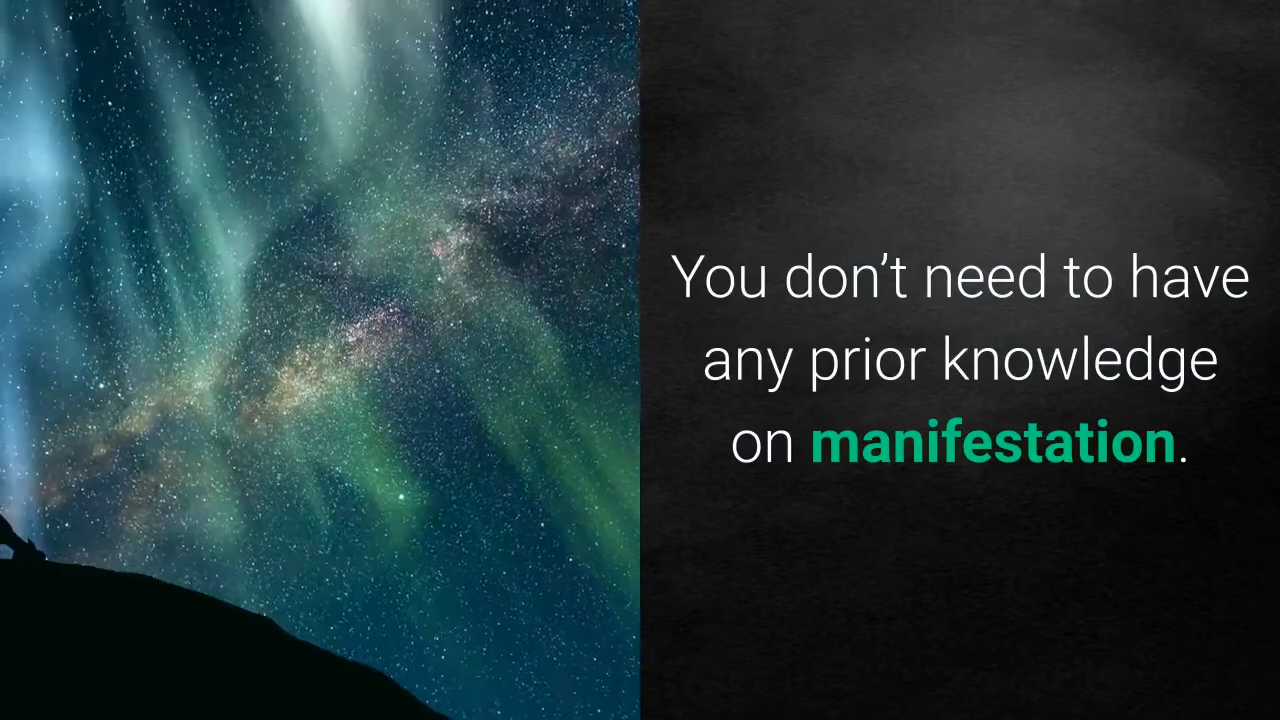 You don’t need to have
any prior knowledge
on manifestation.